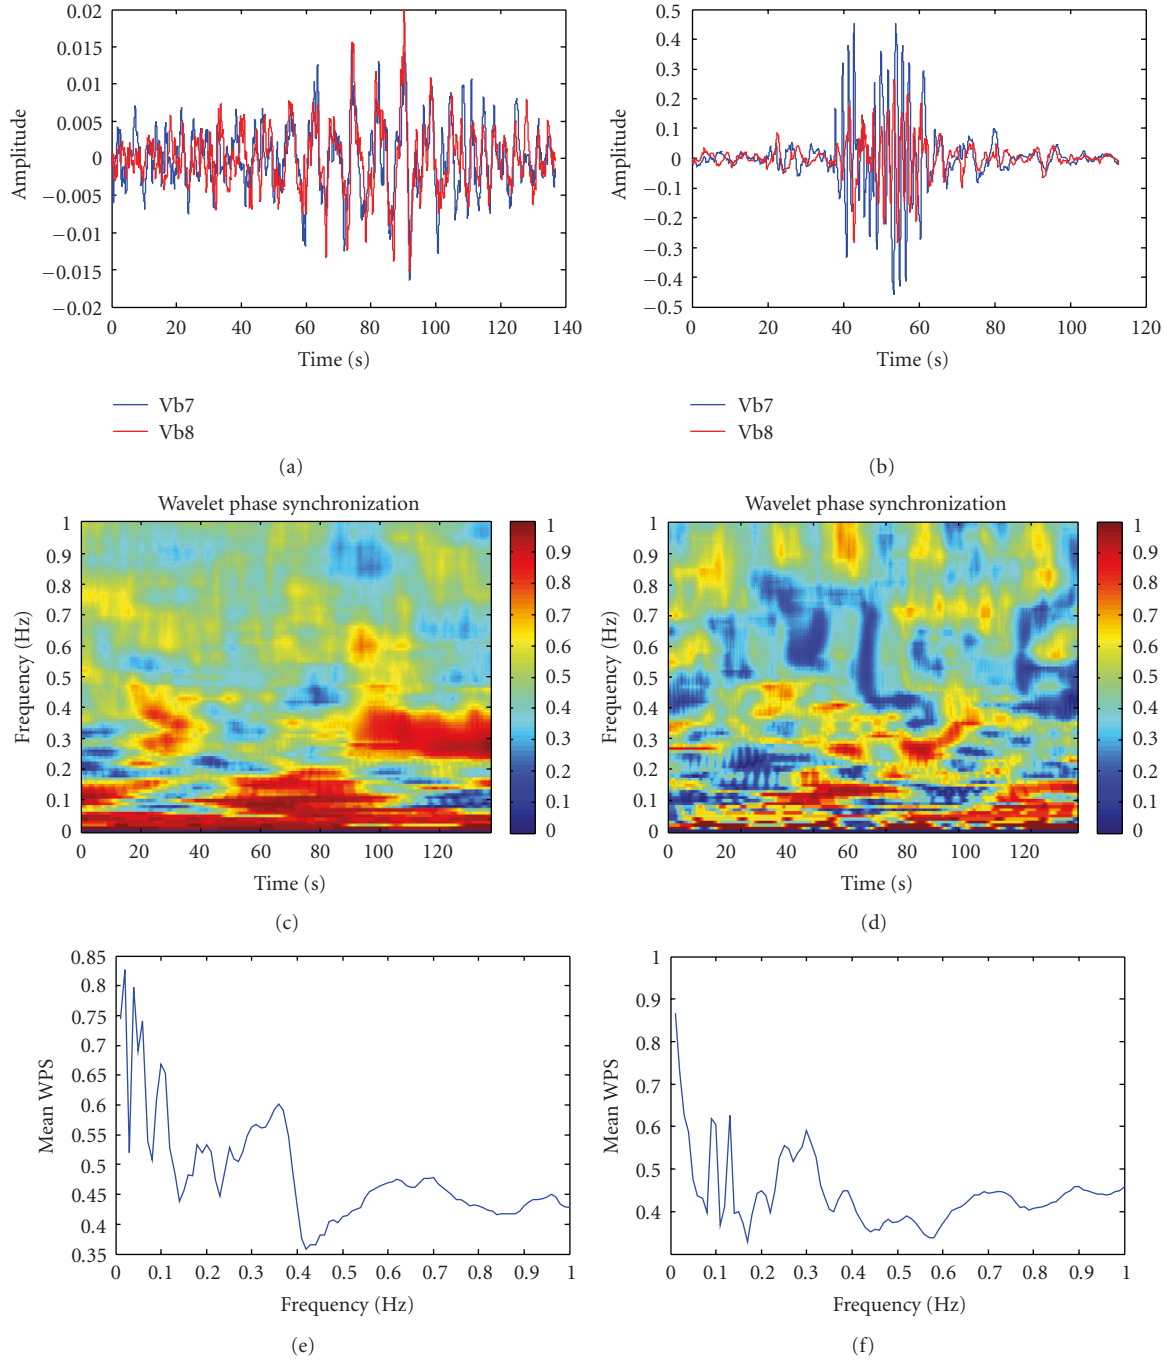 0.02
0.015
0.01
0.005
0
−0.005
−0.01
−0.015
−0.02
Amplitude
0 20 40 60 80 100 120 140
Time (s)
Vb7
Vb8
(a)
0.5
0.4
0.3
0.2
0.1
0
−0.1
−0.2
−0.3
−0.4
−0.5
Amplitude
0 20 40 60 80 100 120
Time (s)
Vb7
Vb8
(b)
Wavelet phase synchronization
1
0.9
0.8
0.7
0.6
0.5
0.4
0.3
0.2
0.1
0
Frequency (Hz)
0 20 40 60 80 100 120
Time (s)
1
0.9
0.8
0.7
0.6
0.5
0.4
0.3
0.2
0.1
0
(c)
Wavelet phase synchronization
1
0.9
0.8
0.7
0.6
0.5
0.4
0.3
0.2
0.1
0
Frequency (Hz)
0 20 40 60 80 100 120
Time (s)
1
0.9
0.8
0.7
0.6
0.5
0.4
0.3
0.2
0.1
0
(d)
0.85
0.8
0.75
0.7
0.65
0.6
0.55
0.5
0.45
0.4
0.35
Mean WPS
0 0.1 0.2 0.3 0.4 0.5 0.6 0.7 0.8 0.9 1
Frequency (Hz)
(e)
1
0.9
0.8
0.7
0.6
0.5
0.4
Mean WPS
0 0.1 0.2 0.3 0.4 0.5 0.6 0.7 0.8 0.9 1
Frequency (Hz)
(f)